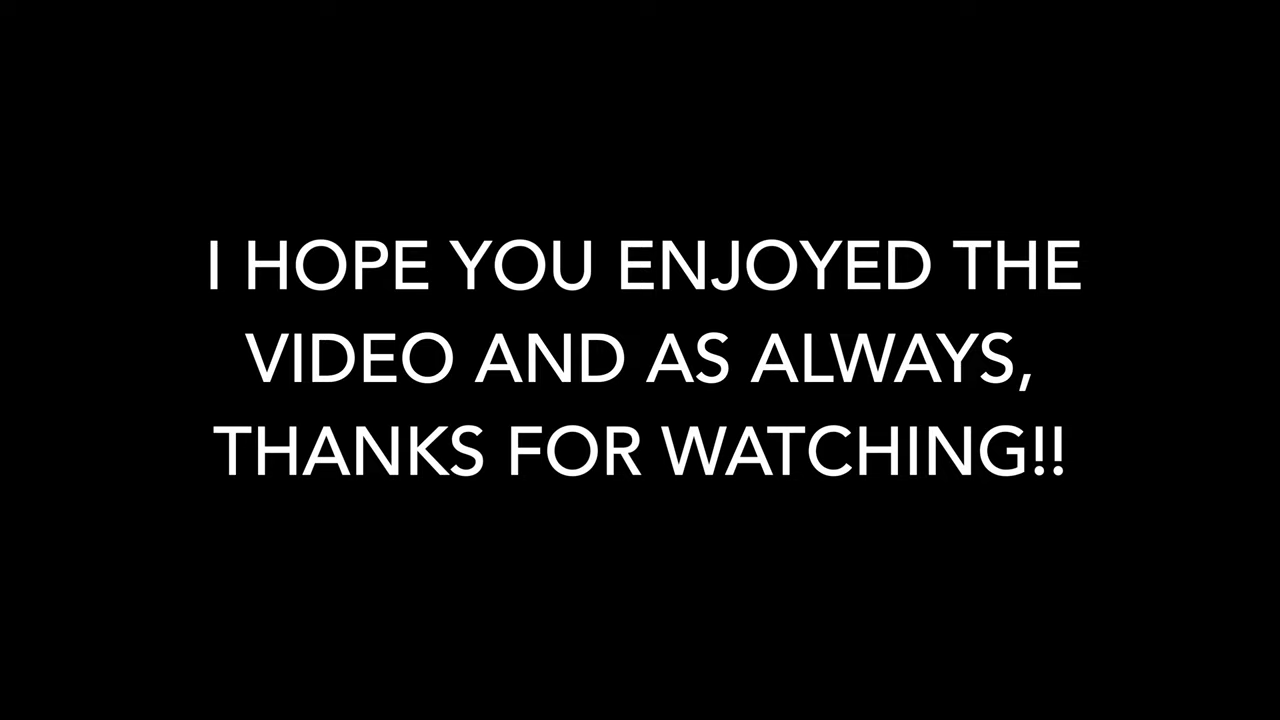 I HOPE YOU ENJOYED THE
VIDEO AND AS ALWAYS,
THANKS FOR WATCHING!!